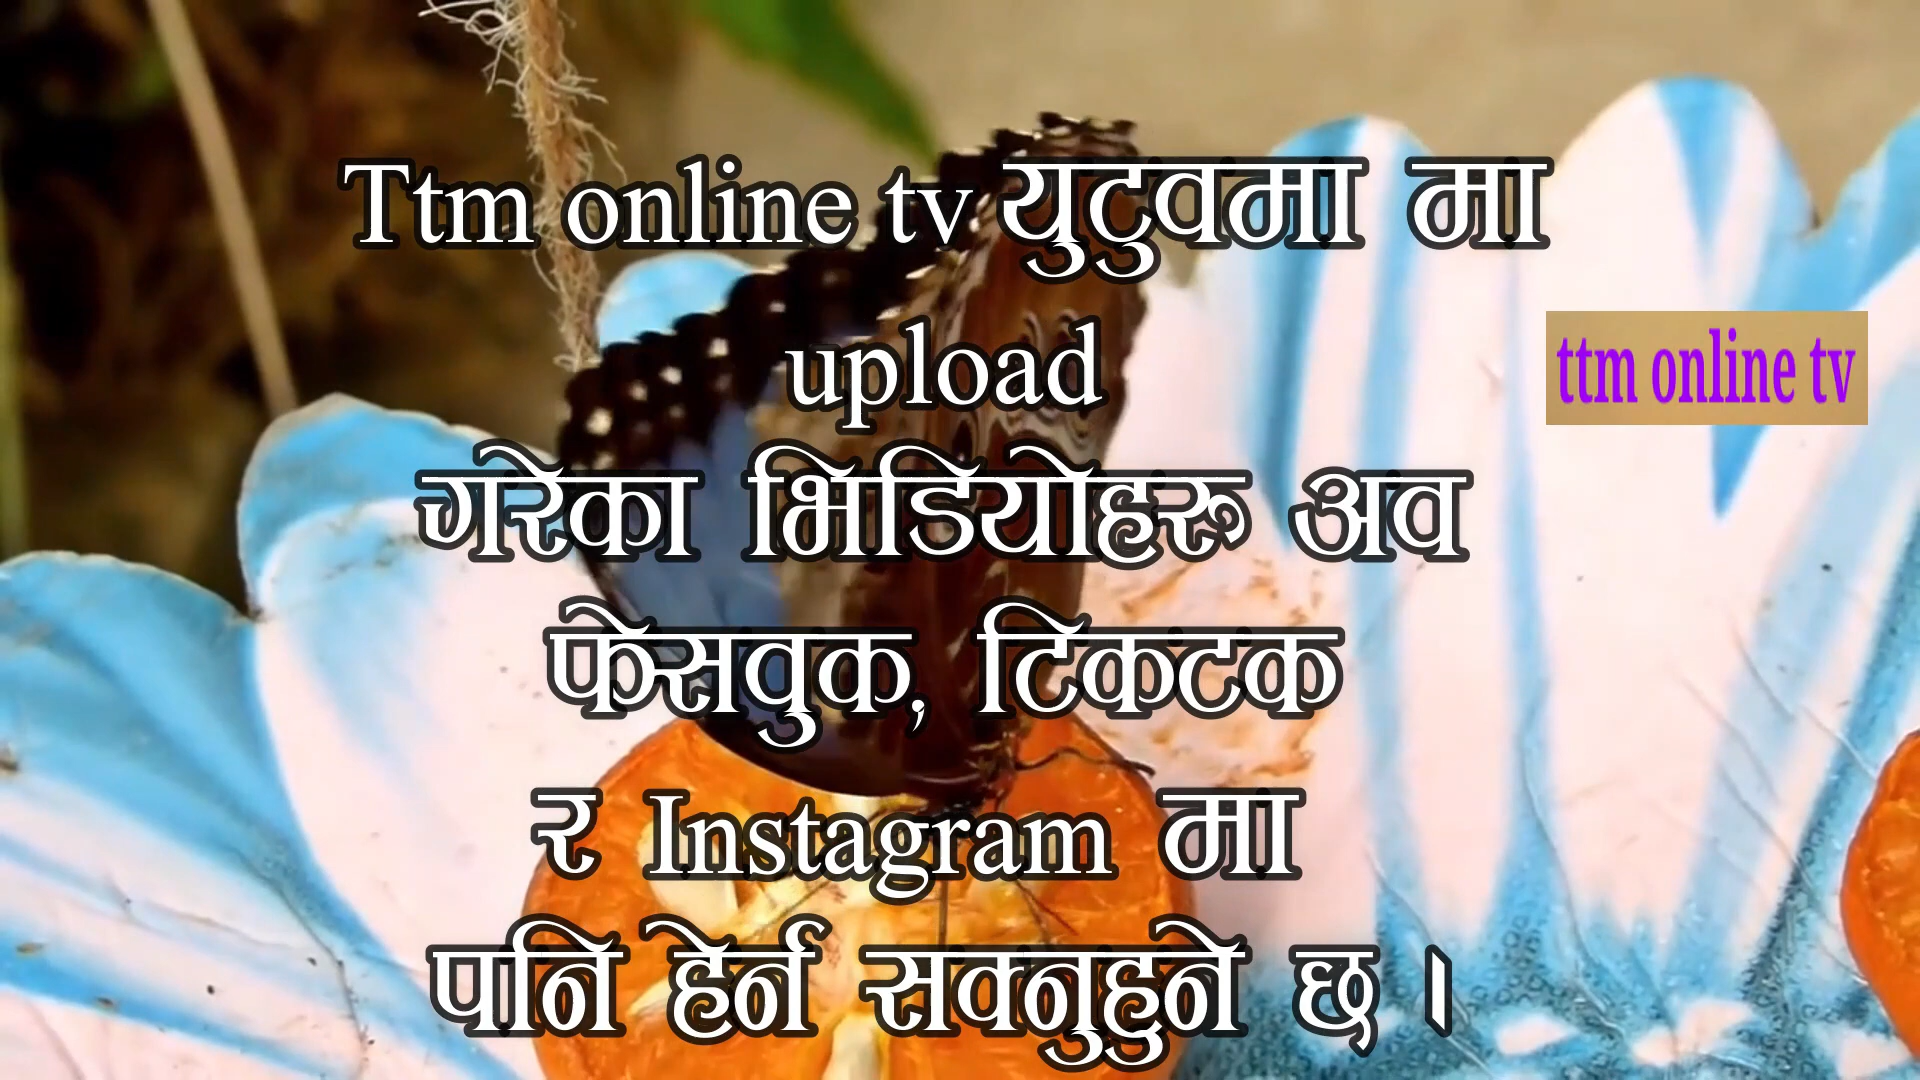 Ttm online tv युटुवमा मा
upload
ttm online tv
गरेका भिडियोहरू अव
फेसवुक, टिकटक
र Instagram मा
पनि हेर्न सक्नुहुने छ ।